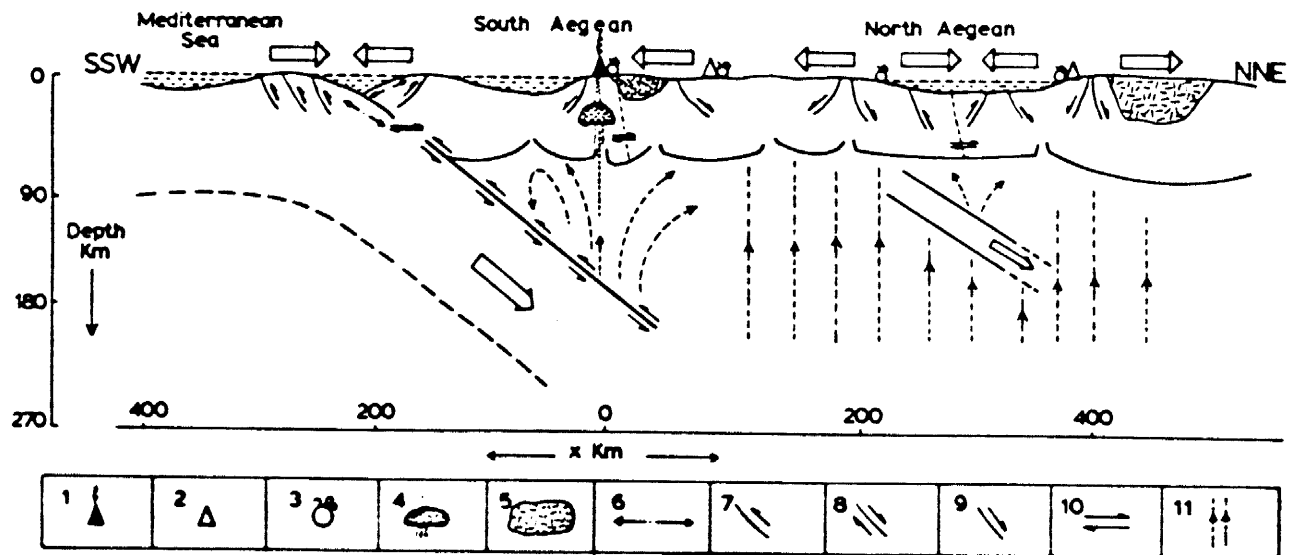 Mediterranean
Sea
South Aegean
North Aegean
SSW
NNE
0
90
Depth
Km
180
270
400 200 0 200 400
x Km
1 2 3 4 5 6 7 8 9 10 11